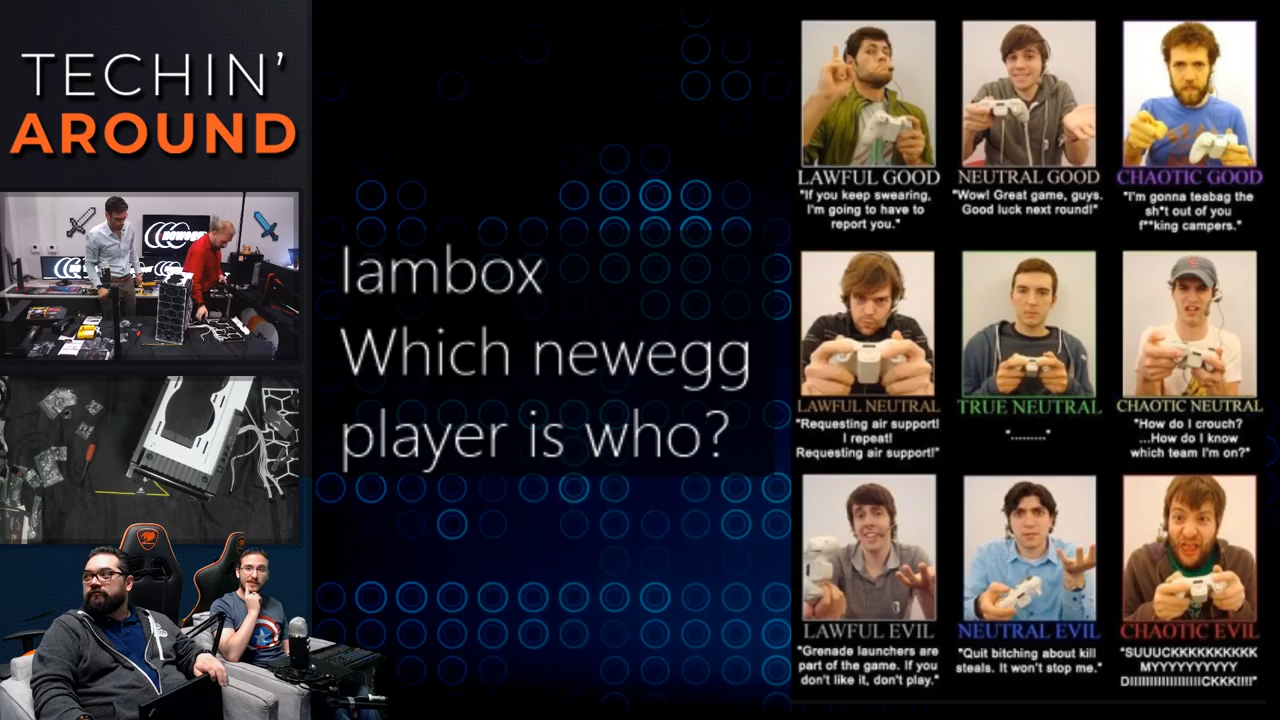 TECHIN'
AROUND
newegg
Iambox
Which newegg
player is who?
LAWFUL GOOD
"If you keep swearing,
I'm going to have to
report you."
NEUTRAL GOOD
"Wow! Great game, guys.
Good luck next round!"
CHAOTIC GOOD
"I'm gonna teabag the
sh*t out of you
f**king campers."
LAWFUL NEUTRAL
"Requesting air support!
I repeat!
Requesting air support!"
TRUE NEUTRAL
"........."
CHAOTIC NEUTRAL
"How do I crouch?
...How do I know
which team I'm on?"
LAWFUL EVIL
"Grenade launchers are
part of the game. If you
don't like it, don't play."
NEUTRAL EVIL
"Quit bitching about kill
steals. It won't stop me."
CHAOTIC EVIL
"SUUUCKKKKKKKKKK
MYYYYYYYYYY
DIIIIIIIIIIIIIIIIIICKKK!!!!"